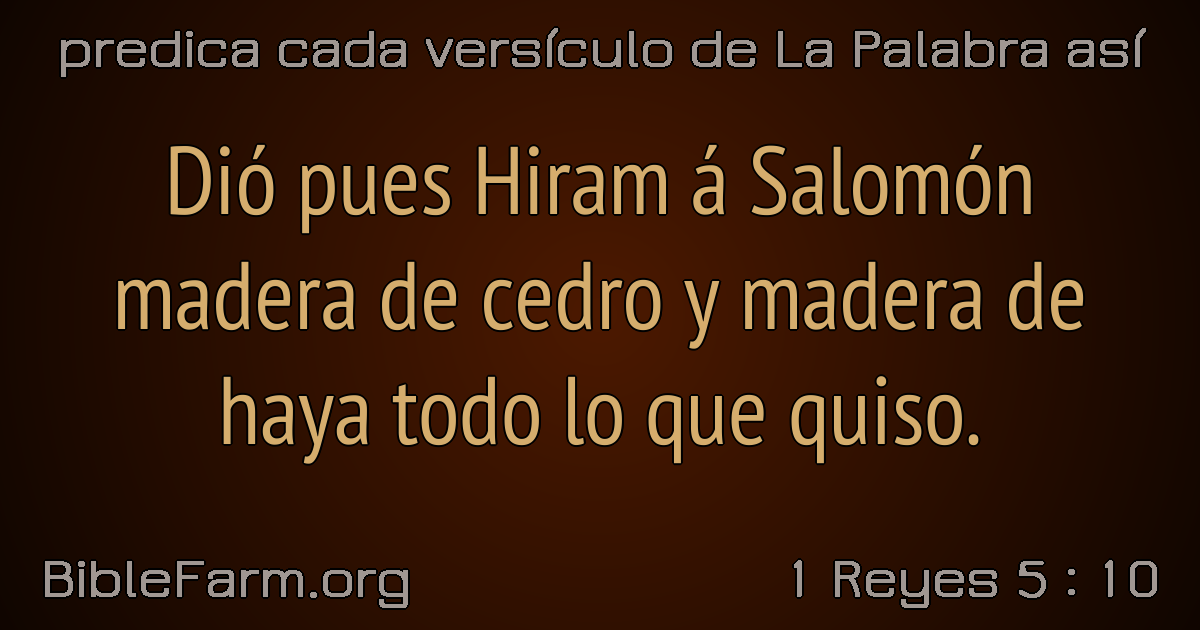 predica cada versículo de La Palabra así
Dió pues Hiram á Salomón
madera de cedro y madera de
haya todo lo que quiso.
BibleFarm.org
1 Reyes 5 : 10